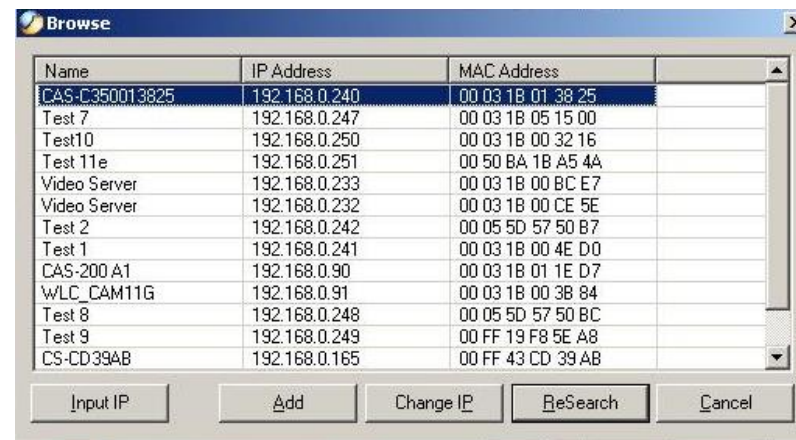 Browse
Name IP Address MAC Address
CAS-C350013825 192.168.0.240 00 03 1B 01 38 25
Test 7 192.168.0.247 00 03 1B 05 15 00
Test10 192.168.0.250 00 03 1B 00 32 16
Test 11e 192.168.0.251 00 50 BA 1B A5 4A
Video Server 192.168.0.233 00 03 1B 00 BC E7
Video Server 192.168.0.232 00 03 1B 00 CE 5E
Test 2 192.168.0.242 00 05 5D 57 50 B7
Test 1 192.168.0.241 00 03 1B 00 4E D0
CAS-200 A1 192.168.0.90 00 03 1B 01 1E D7
WLC_CAM11G 192.168.0.91 00 03 1B 00 3B 84
Test 8 192.168.0.248 00 05 5D 57 50 BC
Test 9 192.168.0.249 00 FF 19 F8 5E A8
CS-CD39AB 192.168.0.165 00 FF 43 CD 39 AB
Input IP Add Change IP ReSearch Cancel